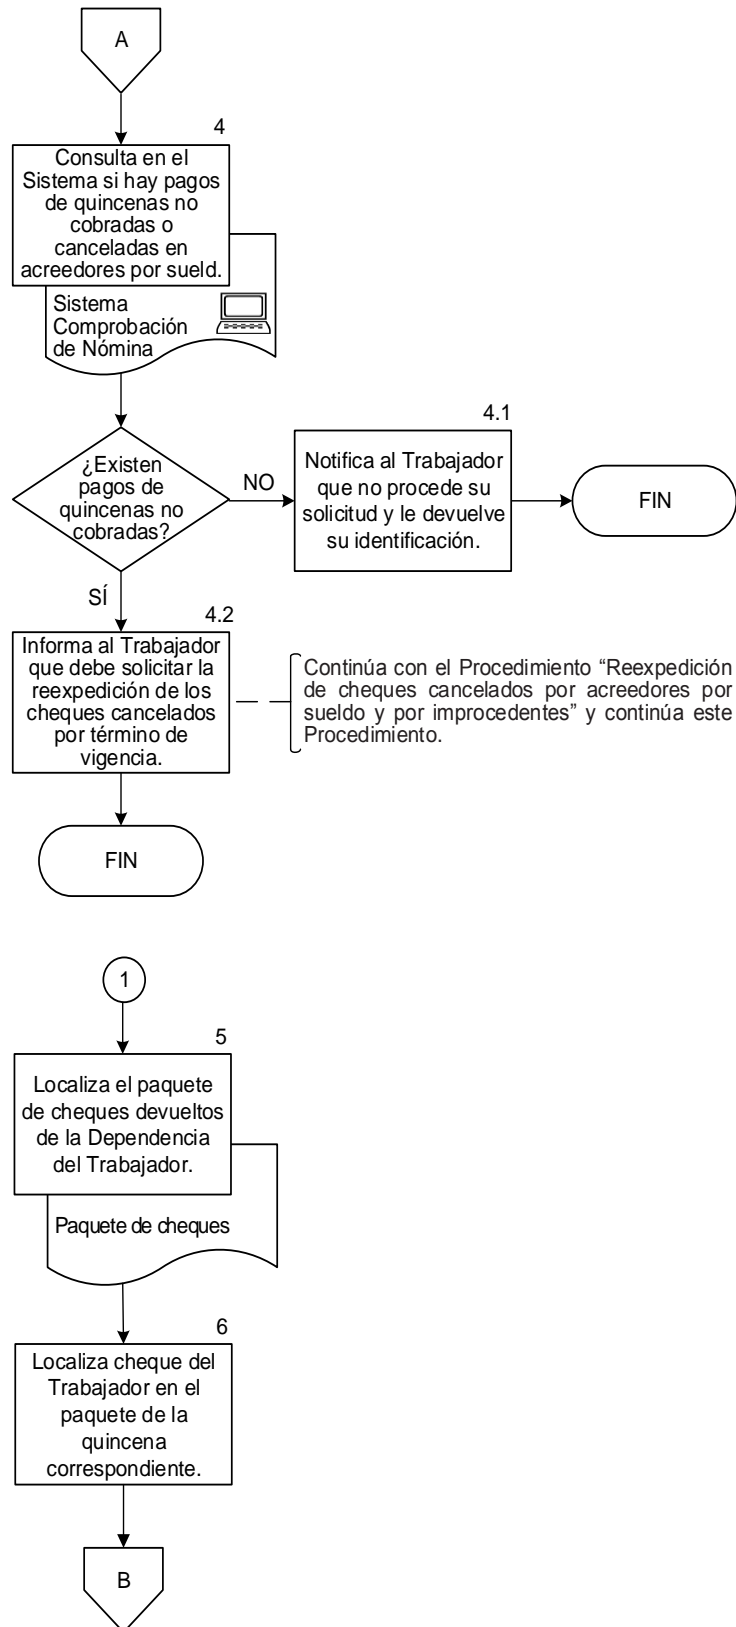 A
4
Consulta en el
Sistema si hay pagos
de quincenas no
cobradas o
canceladas en
acreedores por sueld.
Sistema
Comprobación
de Nómina
¿Existen
pagos de
quincenas no
cobradas?
NO
4.1
Notifica al Trabajador
que no procede su
solicitud y le devuelve
su identificación.
FIN
SÍ
4.2
Informa al Trabajador
que debe solicitar la
reexpedición de los
cheques cancelados
por término de
vigencia.
Continúa con el Procedimiento “Reexpedición
de cheques cancelados por acreedores por
sueldo y por improcedentes” y continúa este
Procedimiento.
FIN
1
5
Localiza el paquete
de cheques devueltos
de la Dependencia
del Trabajador.
Paquete de cheques
6
Localiza cheque del
Trabajador en el
paquete de la
quincena
correspondiente.
B